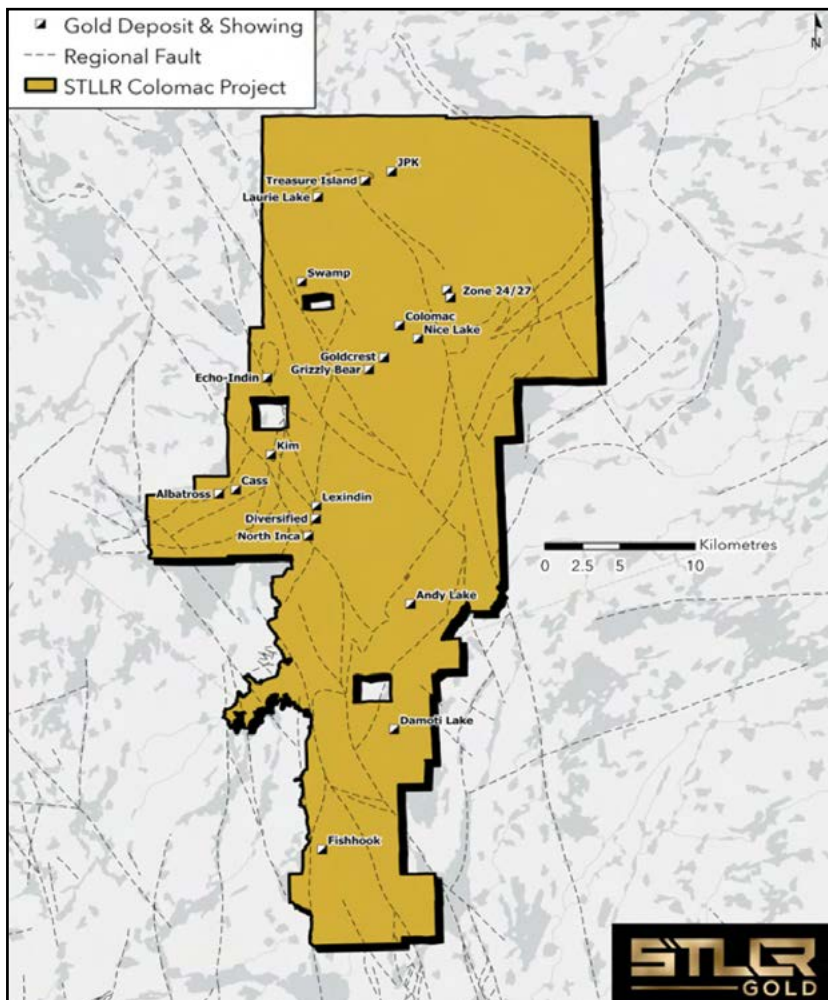 Gold Deposit & Showing
Regional Fault
STLLR Colomac Project
N
JPK
Treasure Island
Laurie Lake
Swamp
Zone 24/27
Colomac
Nice Lake
Goldcrest
Grizzly Bear
Echo-Indin
Kim
Cass
Albatross
Lexindin
Diversified
North Inca
Kilometres
0 2.5 5 10
Andy Lake
Damoti Lake
Fishhook
STLLR
GOLD